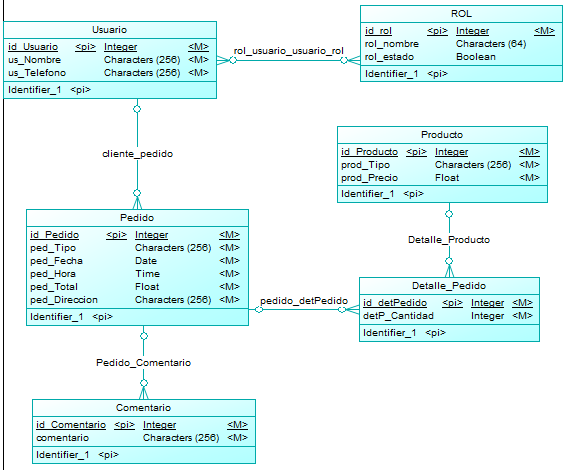 Usuario
id_Usuario <pi> Integer <M>
us_Nombre Characters (256) <M>
us_Telefono Characters (256) <M>
Identifier_1 <pi>
rol_usuario_usuario_rol
ROL
id_rol <pi> Integer <M>
rol_nombre Characters (64)
rol_estado Boolean
Identifier_1 <pi>
cliente_pedido
Producto
id_Producto <pi> Integer <M>
prod_Tipo Characters (256) <M>
prod_Precio Float <M>
Identifier_1 <pi>
Pedido
id_Pedido <pi> Integer <M>
ped_Tipo Characters (256) <M>
ped_Fecha Date <M>
ped_Hora Time <M>
ped_Total Float <M>
ped_Direccion Characters (256) <M>
Identifier_1 <pi>
Detalle_Producto
pedido_detPedido
Detalle_Pedido
id_detPedido <pi> Integer <M>
detP_Cantidad Integer <M>
Identifier_1 <pi>
Pedido_Comentario
Comentario
id_Comentario <pi> Integer <M>
comentario Characters (256) <M>
Identifier_1 <pi>